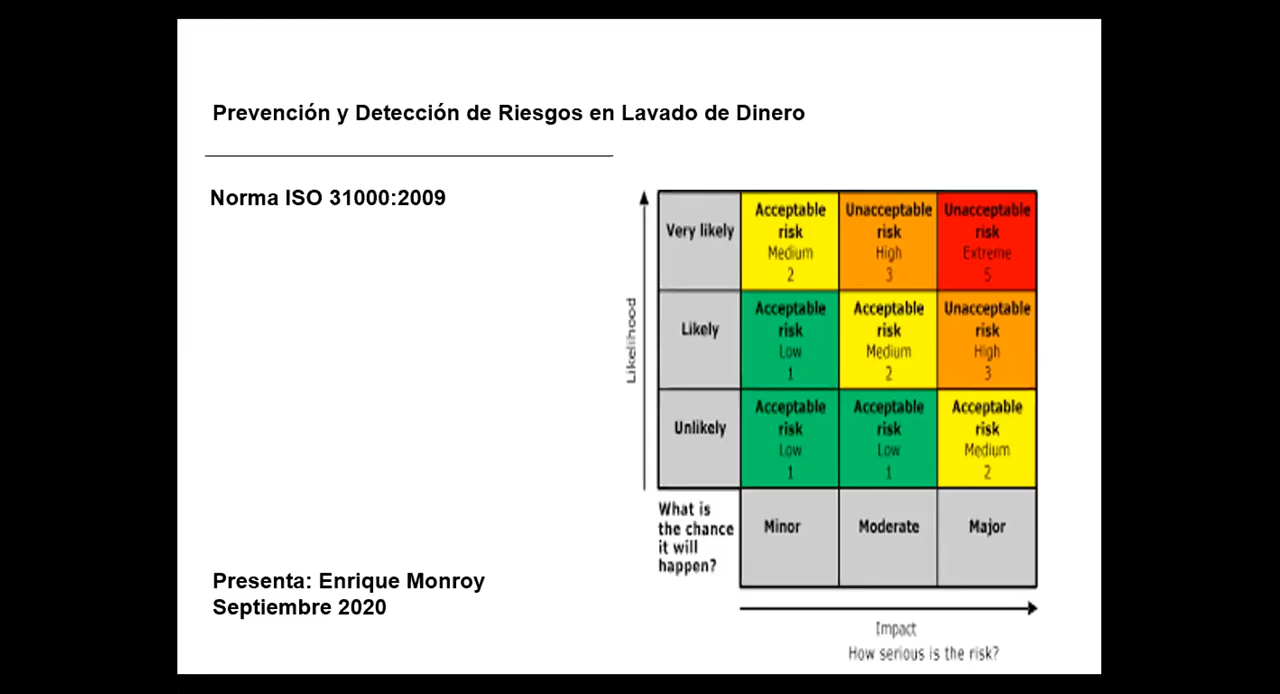 Prevención y Detección de Riesgos en Lavado de Dinero
Norma ISO 31000:2009
Likelihood
Very likely
Acceptable
risk
Medium
2
Unacceptable
risk
High
3
Unacceptable
risk
Extreme
5
Likely
Acceptable
risk
Low
1
Acceptable
risk
Medium
2
Unacceptable
risk
High
3
Unlikely
Acceptable
risk
Low
1
Acceptable
risk
Low
1
Acceptable
risk
Medium
2
What is
the chance
it will
happen?
Minor
Moderate
Major
Impact
How serious is the risk?
Presenta: Enrique Monroy
Septiembre 2020